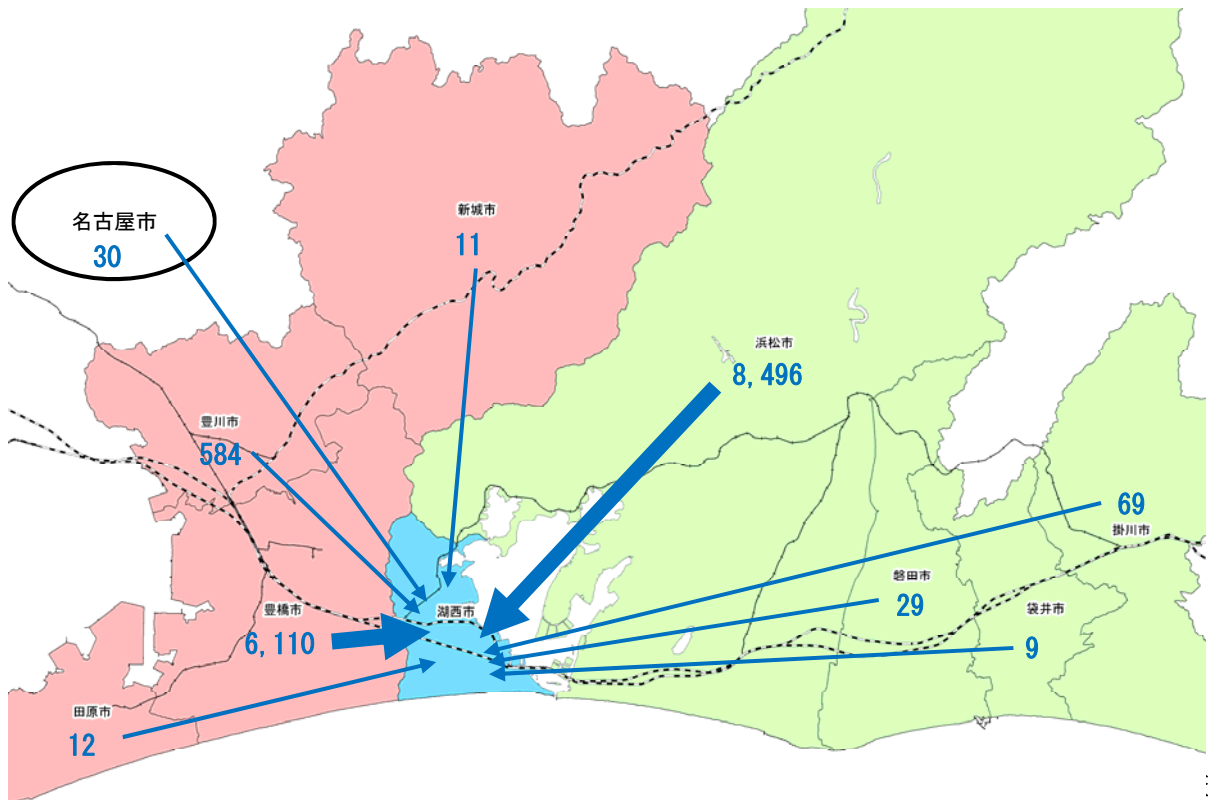 名古屋市
30
新城市
11
浜松市
8,496
豊川市
584
69
掛川市
磐田市
29
袋井市
9
湖西市
豊橋市
6,110
田原市
12